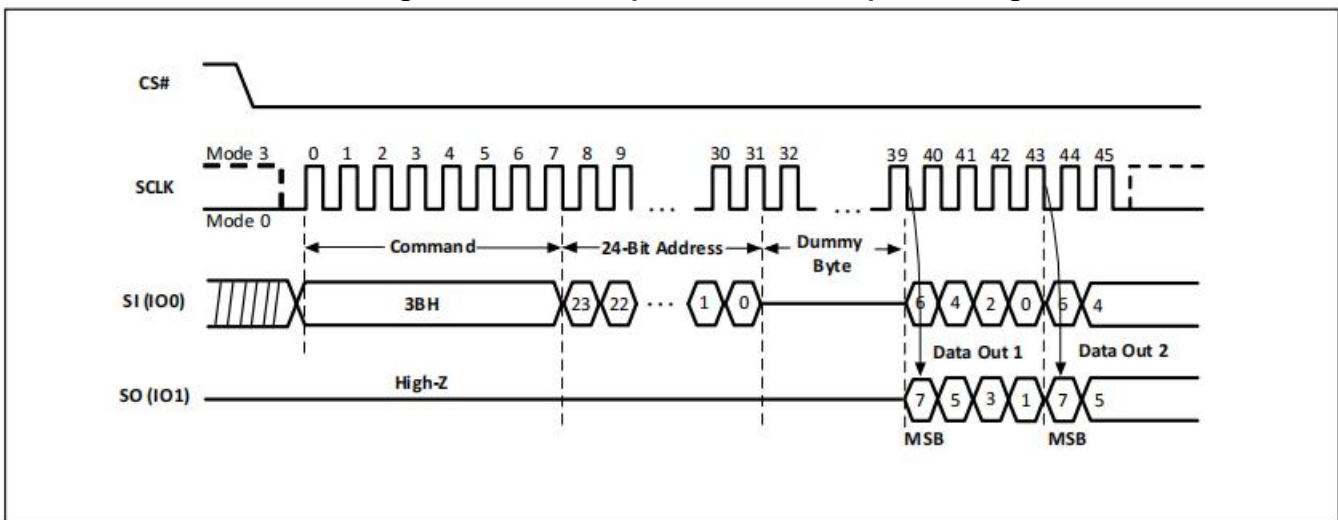 CS#
Mode 3 0 1 2 3 4 5 6 7 8 9 30 31 32 39 40 41 42 43 44 45
SCLK
... ...
Mode 0
Command 24-Bit Address Dummy
Byte
SI (IO0) 3BH 23 22 ... 1 0 6 4 2 0 6 4
Data Out 1 Data Out 2
High-Z
SO (IO1) 7 5 3 1 7 5
MSB MSB